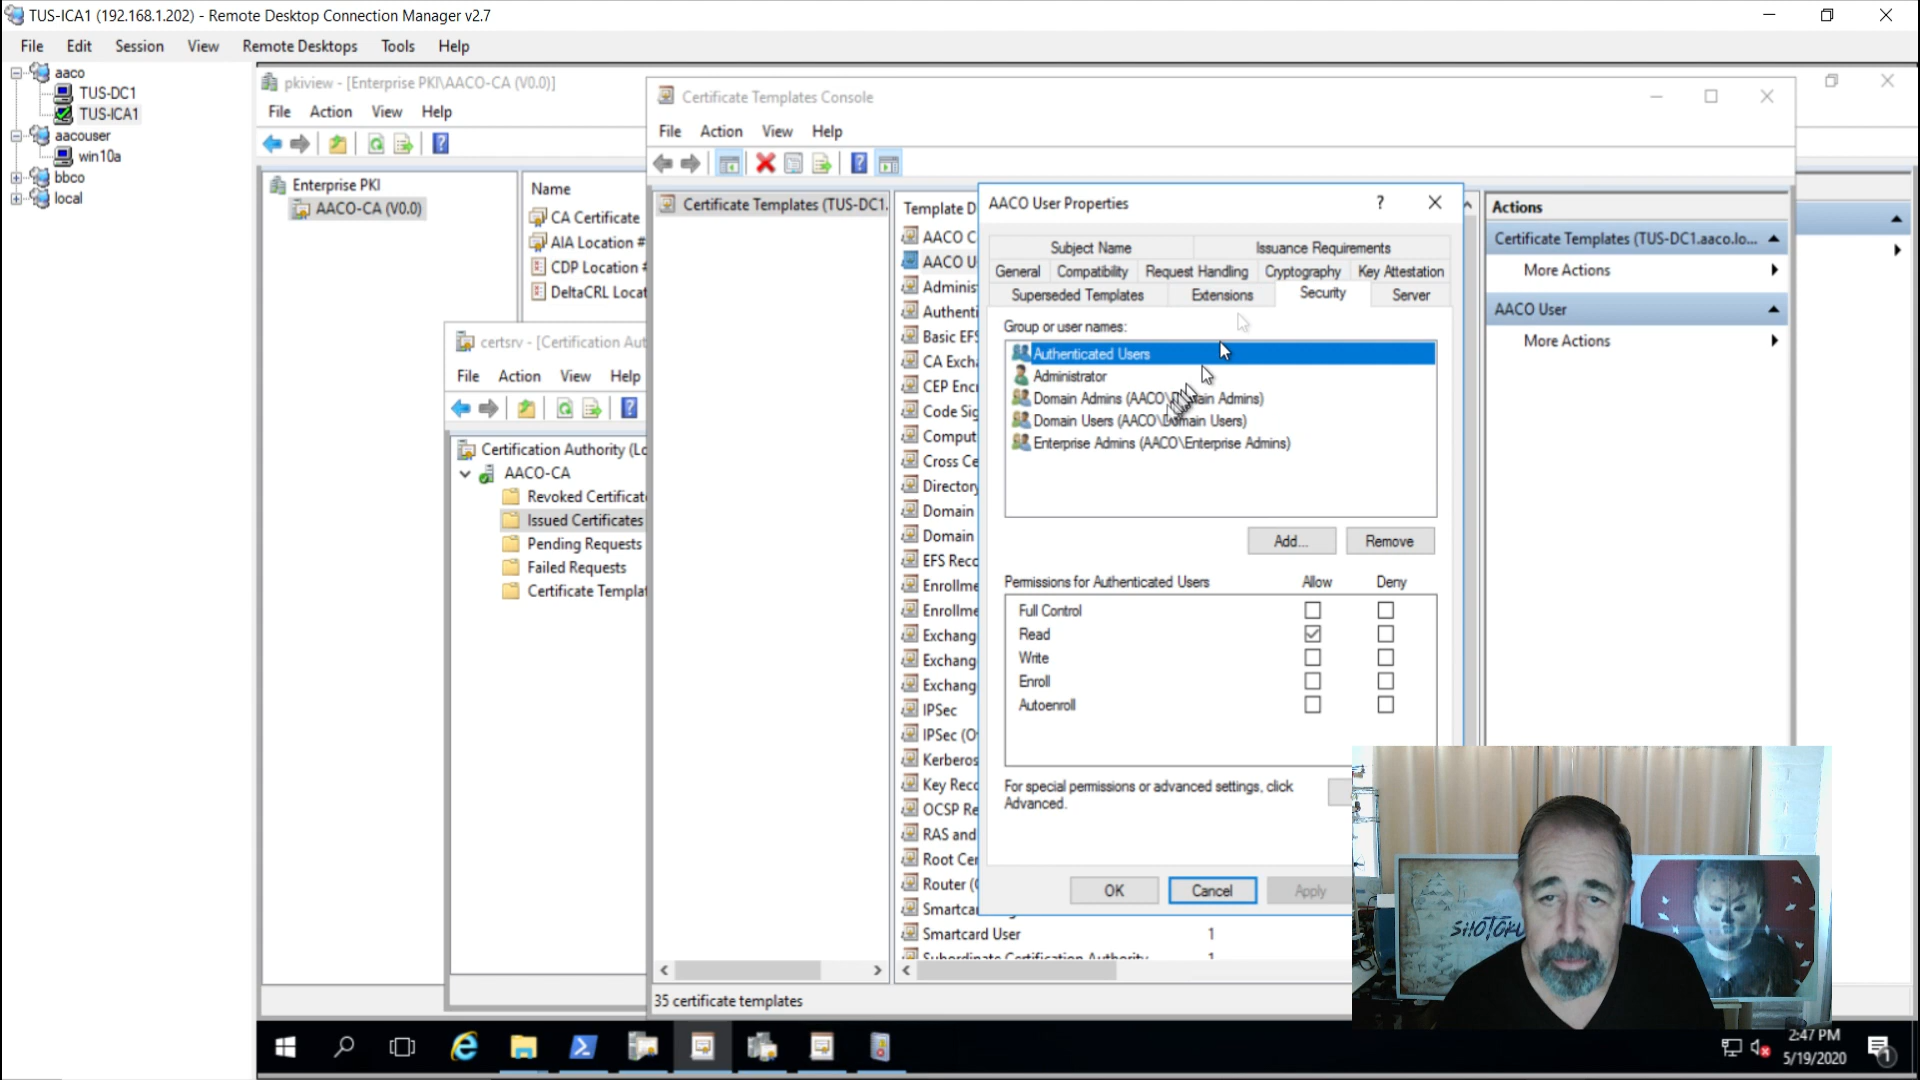 TUS-ICA1 (192.168.1.202) - Remote Desktop Connection Manager v2.7
File Edit Session View Remote Desktops Tools Help
aaco
TUS-DC1
TUS-ICA1
aacouser
win10a
bbco
local
pkiview - [Enterprise PKI\AACO-CA (V0.0)]
File Action View Help
Enterprise PKI
AACO-CA (V0.0)
Name
CA Certificate
AIA Location #
CDP Location #
DeltaCRL Locat
certsrv - [Certification Aut
File Action View Help
Certification Authority (Lo
AACO-CA
Revoked Certificat
Issued Certificates
Pending Requests
Failed Requests
Certificate Templat
Certificate Templates Console
File Action View Help
Certificate Templates (TUS-DC1.
Template D
AACO C
AACO U
Adminis
Authenti
Basic EFS
CA Exch
CEP Enc
Code Sig
Comput
Cross Ce
Directory
Domain
Domain
EFS Reco
Enrollme
Enrollme
Exchang
Exchang
Exchang
IPSec
IPSec (O
Kerberos
Key Reco
OCSP Re
RAS and
Root Cer
Router (O
Smartca
Smartcard User 1
Subordinate Certification Authority 1
35 certificate templates
AACO User Properties
Subject Name Issuance Requirements
General Compatibility Request Handling Cryptography Key Attestation
Superseded Templates Extensions Security Server
Group or user names:
Authenticated Users
Administrator
Domain Admins (AACO\Domain Admins)
Domain Users (AACO\Domain Users)
Enterprise Admins (AACO\Enterprise Admins)
Add... Remove
Permissions for Authenticated Users Allow Deny
Full Control
Read
Write
Enroll
Autoenroll
For special permissions or advanced settings, click
Advanced.
OK Cancel Apply
Actions
Certificate Templates (TUS-DC1.aaco.lo...
More Actions
AACO User
More Actions
SHOTOKU
2:47 PM
5/19/2020
1